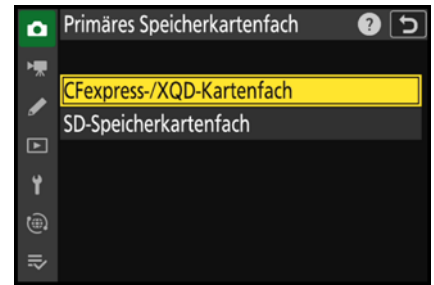 Primäres Speicherkartenfach ?
CFexpress-/XQD-Kartenfach
SD-Speicherkartenfach